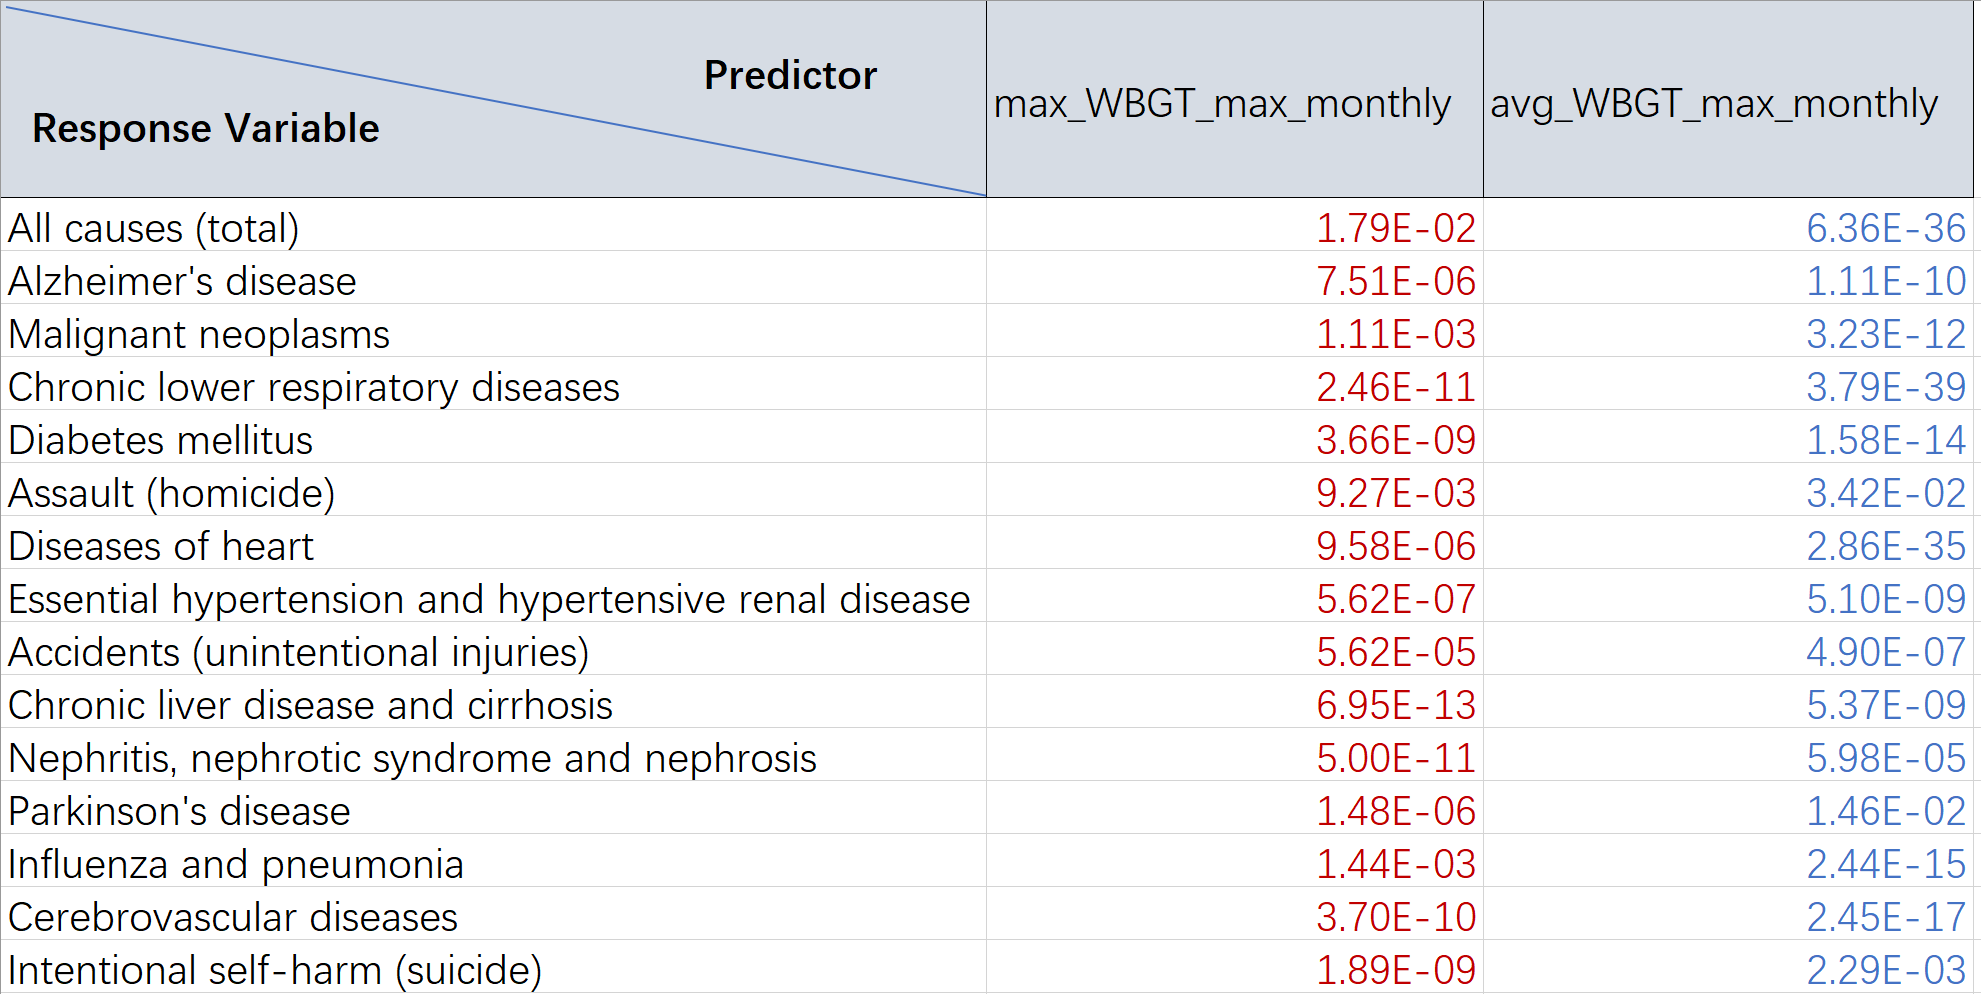 Predictor
Response Variable
max_WBGT_max_monthly avg_WBGT_max_monthly
All causes (total) 1.79E-02 6.36E-36
Alzheimer's disease 7.51E-06 1.11E-10
Malignant neoplasms 1.11E-03 3.23E-12
Chronic lower respiratory diseases 2.46E-11 3.79E-39
Diabetes mellitus 3.66E-09 1.58E-14
Assault (homicide) 9.27E-03 3.42E-02
Diseases of heart 9.58E-06 2.86E-35
Essential hypertension and hypertensive renal disease 5.62E-07 5.10E-09
Accidents (unintentional injuries) 5.62E-05 4.90E-07
Chronic liver disease and cirrhosis 6.95E-13 5.37E-09
Nephritis, nephrotic syndrome and nephrosis 5.00E-11 5.98E-05
Parkinson's disease 1.48E-06 1.46E-02
Influenza and pneumonia 1.44E-03 2.44E-15
Cerebrovascular diseases 3.70E-10 2.45E-17
Intentional self-harm (suicide) 1.89E-09 2.29E-03